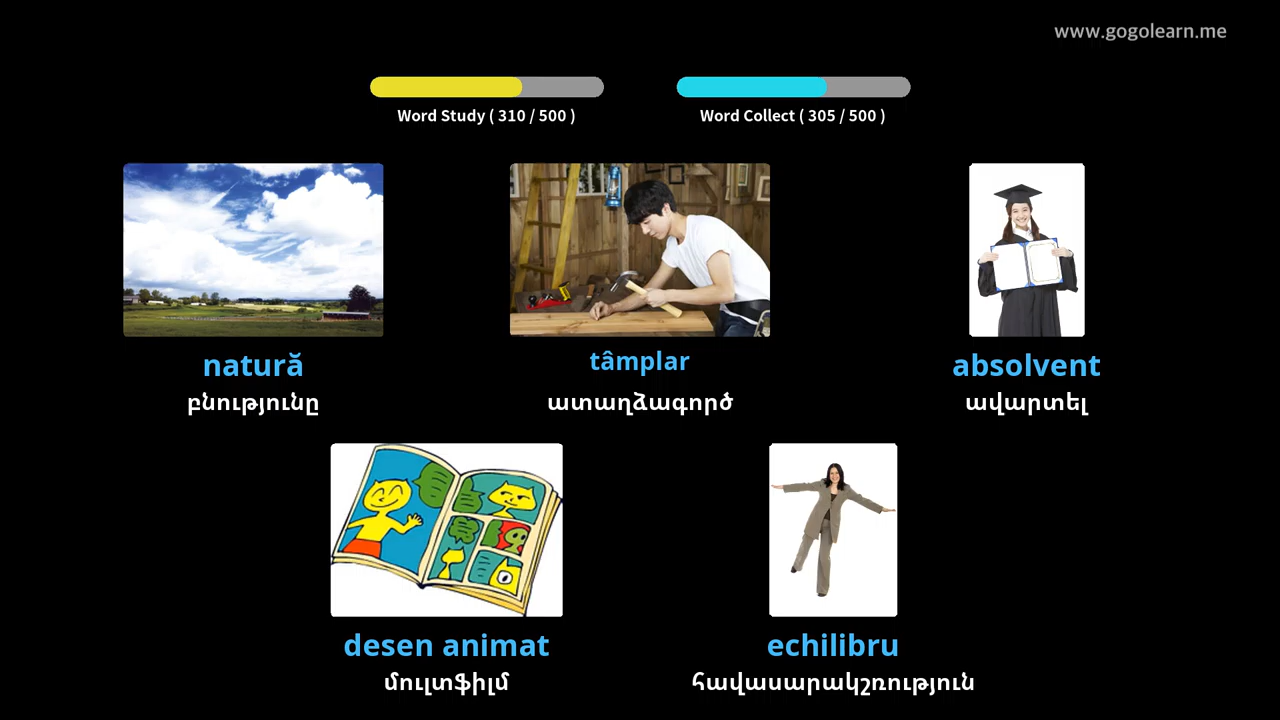 www.gogolearn.me
Word Study ( 310 / 500 )
Word Collect ( 305 / 500 )
natură
բնությունը
tâmplar
ատաղձագործ
absolvent
ավարտել
desen animat
մուլտֆիլմ
echilibru
հավասարակշռություն